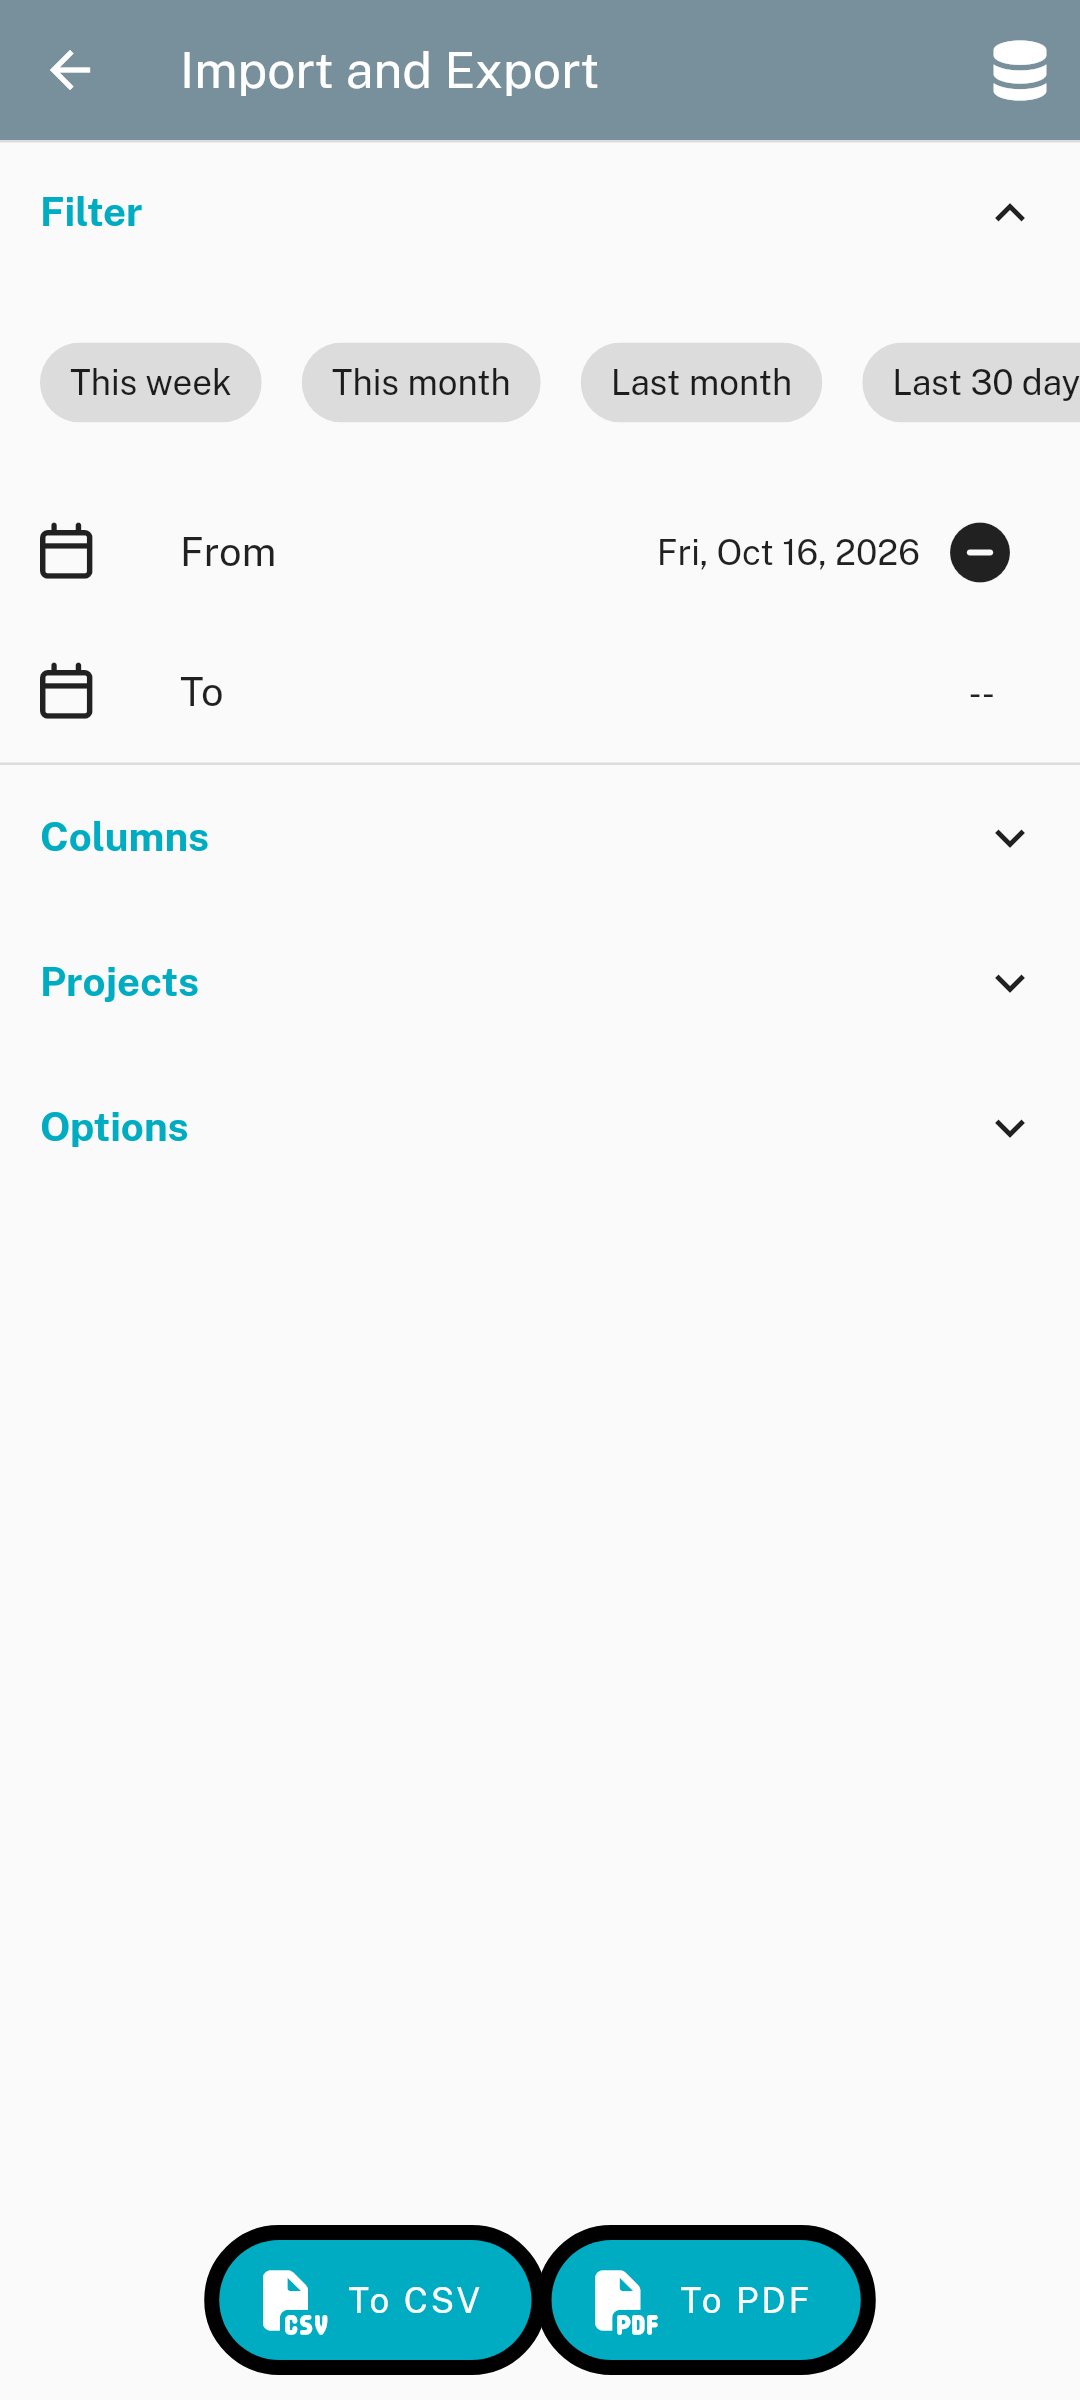 Import and Export
Filter
This week
This month
Last month
Last 30 day
From
Fri, Oct 16, 2026
To
--
Columns
Projects
Options
CSV
To CSV
PDF
To PDF